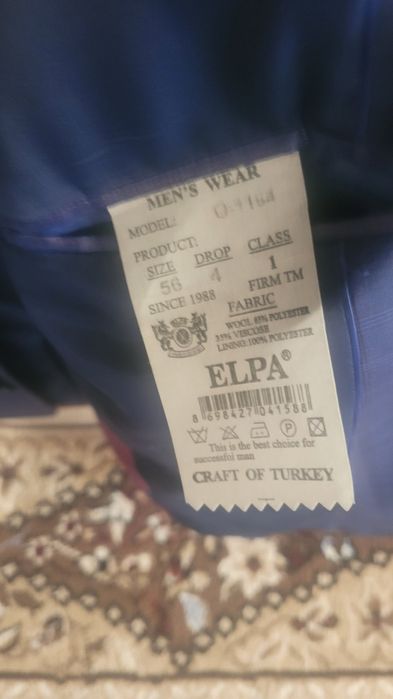 MEN'S WEAR
MODEL:
PRODUCT:
SIZE DROP CLASS
56 4 1
SINCE 1988 FIRM TM
FABRIC
WOOL 65% POLYESTER
35% VISCOSE
LINING:100% POLYESTER
ELPA®
8 698427 041588
This is the best choice for
successfol man
CRAFT OF TURKEY